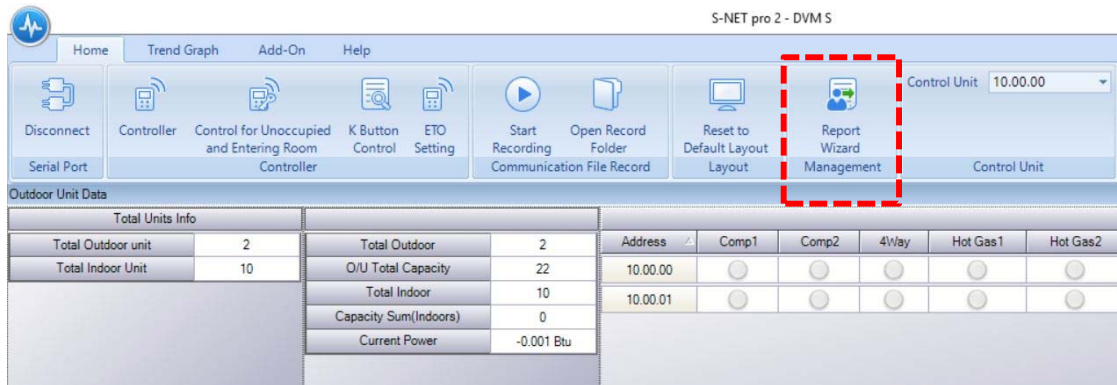 S-NET pro 2 - DVM S
Home Trend Graph Add-On Help
Disconnect
Serial Port
Controller
Control for Unoccupied
and Entering Room
K Button
Control
ETO
Setting
Controller
Start
Recording
Open Record
Folder
Communication File Record
Reset to
Default Layout
Layout
Report
Wizard
Management
Control Unit 10.00.00
Control Unit
Outdoor Unit Data
Total Units Info
Total Outdoor unit 2
Total Indoor Unit 10
Total Outdoor 2
O/U Total Capacity 22
Total Indoor 10
Capacity Sum(Indoors) 0
Current Power -0.001 Btu
Address Comp1 Comp2 4Way Hot Gas1 Hot Gas2
10.00.00
10.00.01